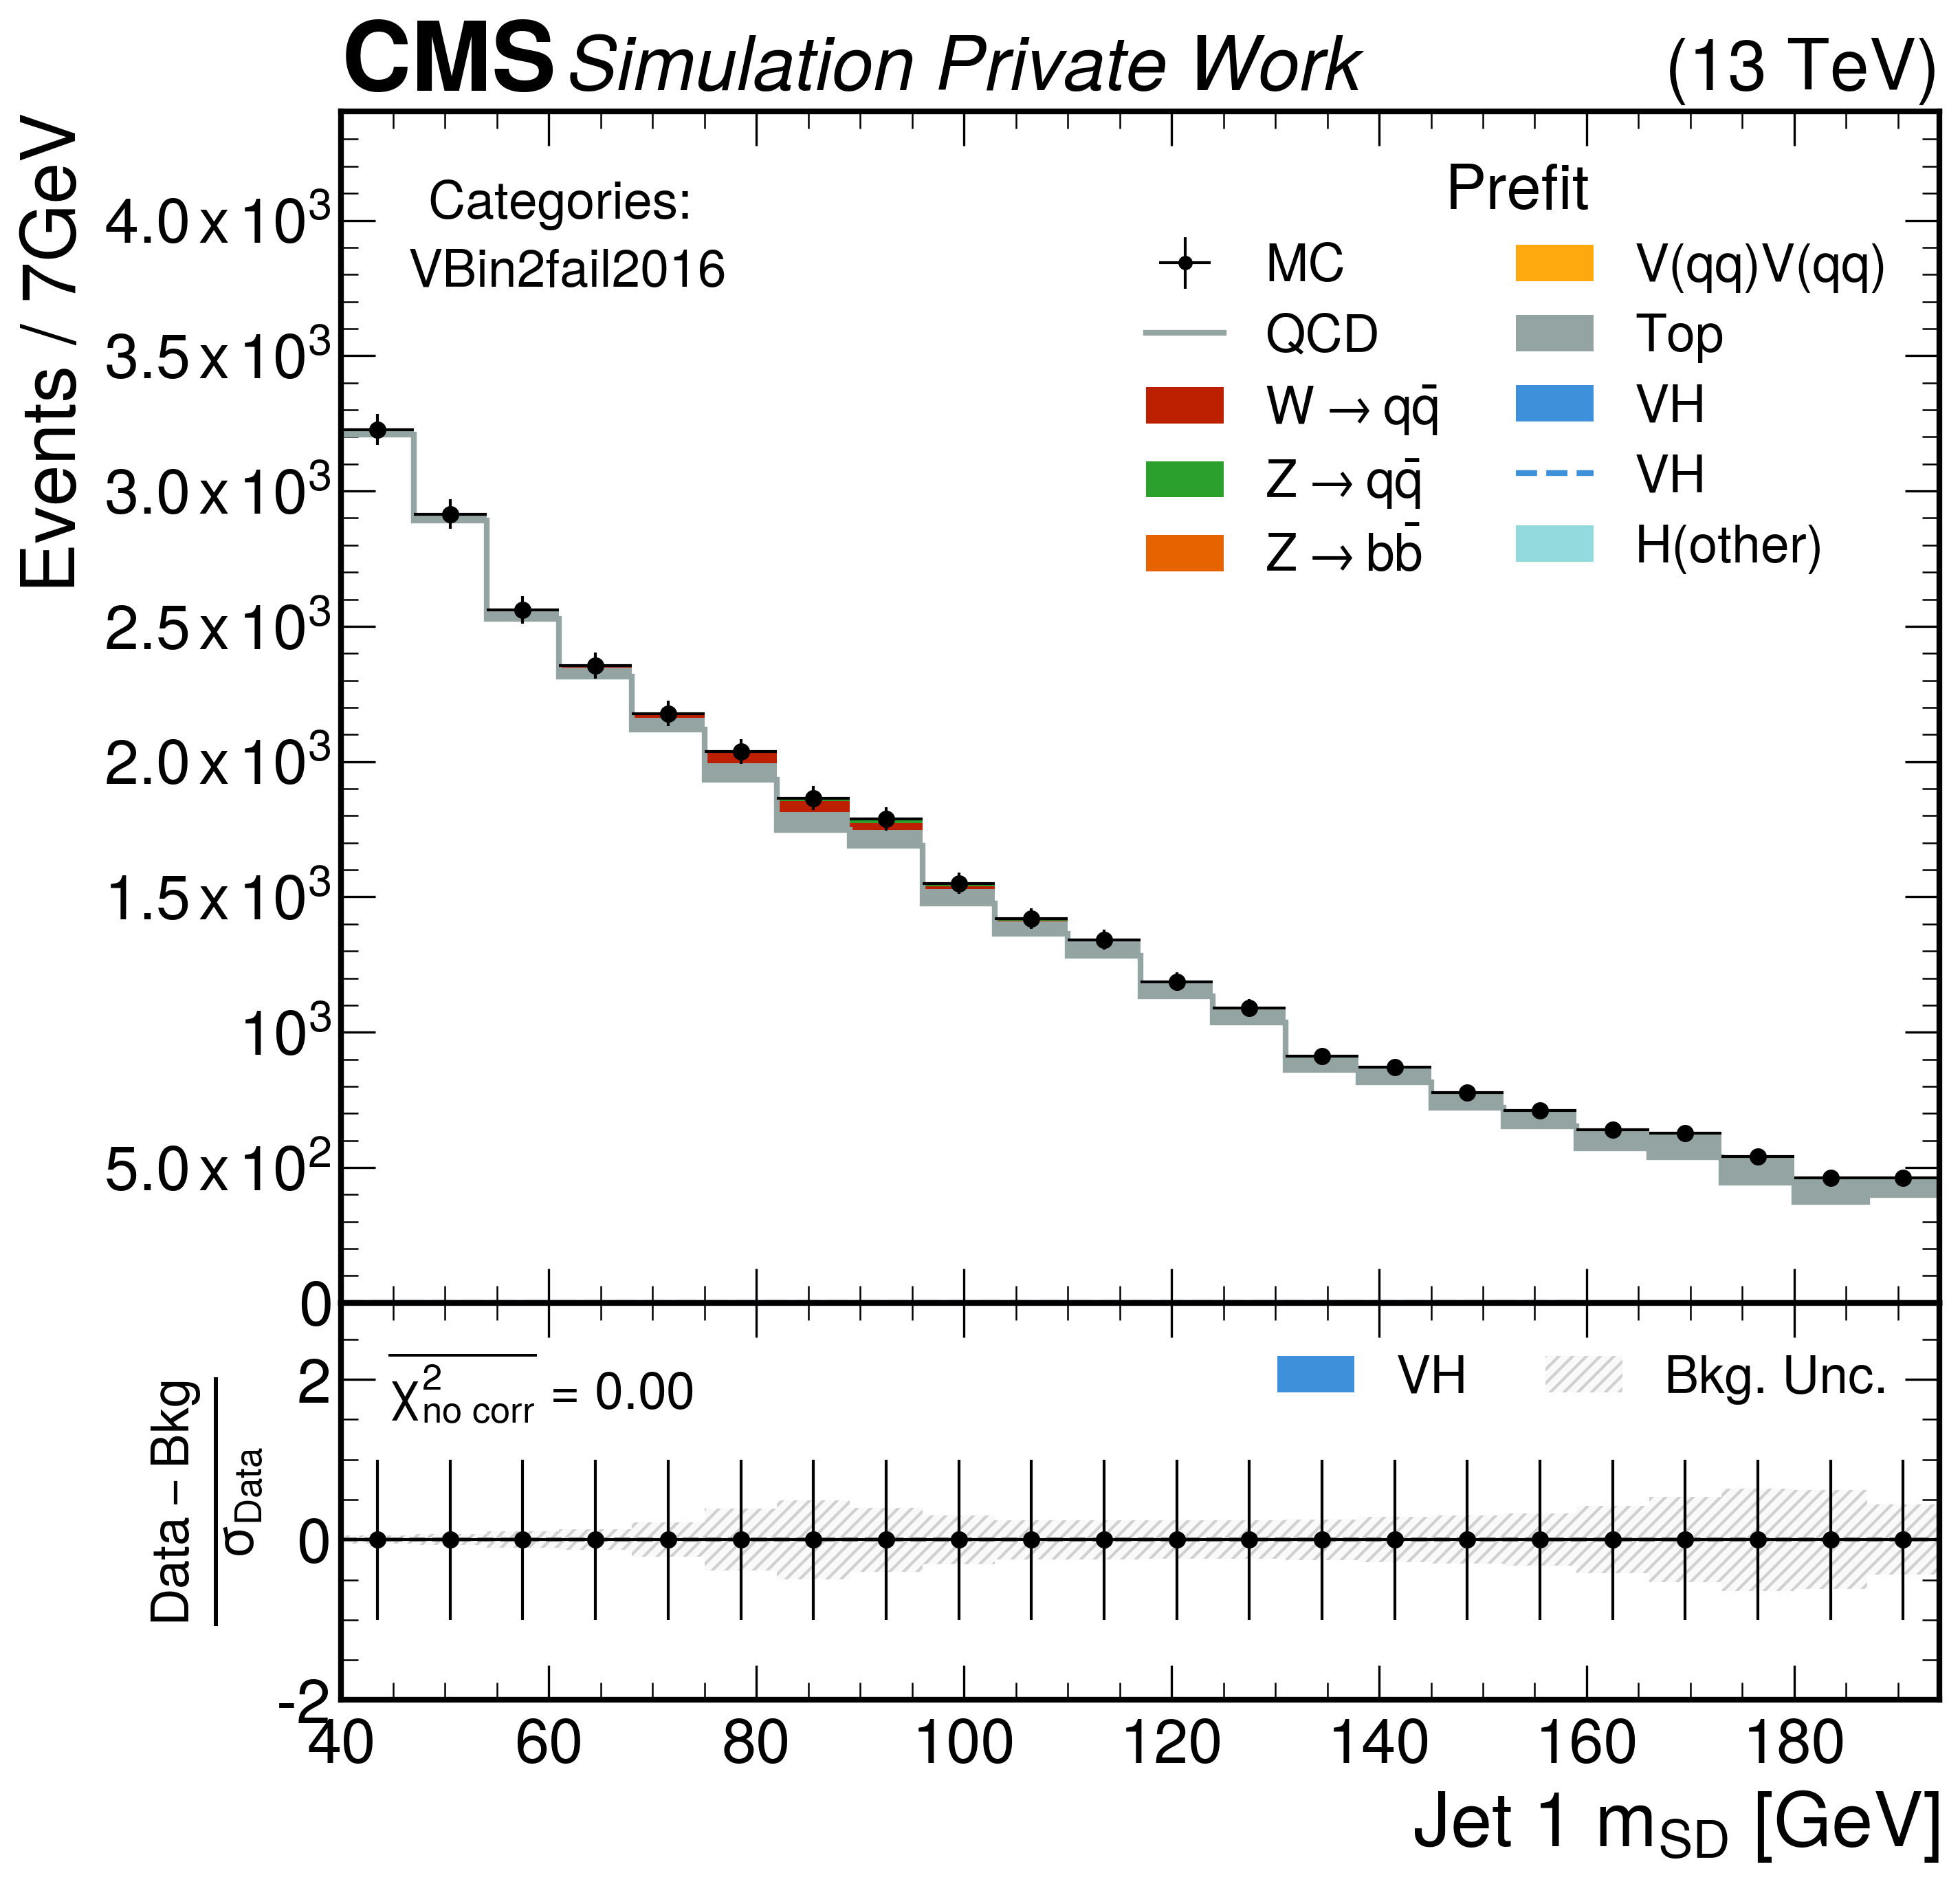 CMS Simulation Private Work (13 TeV)
Events / 7GeV
4.0 x 10³
3.5 x 10³
3.0 x 10³
2.5 x 10³
2.0 x 10³
1.5 x 10³
10³
5.0 x 10²
0
Categories:
VBin2fail2016
Prefit
MC
QCD
W → qq̄
Z → qq̄
Z → bb̄
V(qq)V(qq)
Top
VH
VH
H(other)
Data – Bkg
σ_Data
2
0
-2
χ²_no corr = 0.00
VH
Bkg. Unc.
40 60 80 100 120 140 160 180
Jet 1 m_SD [GeV]